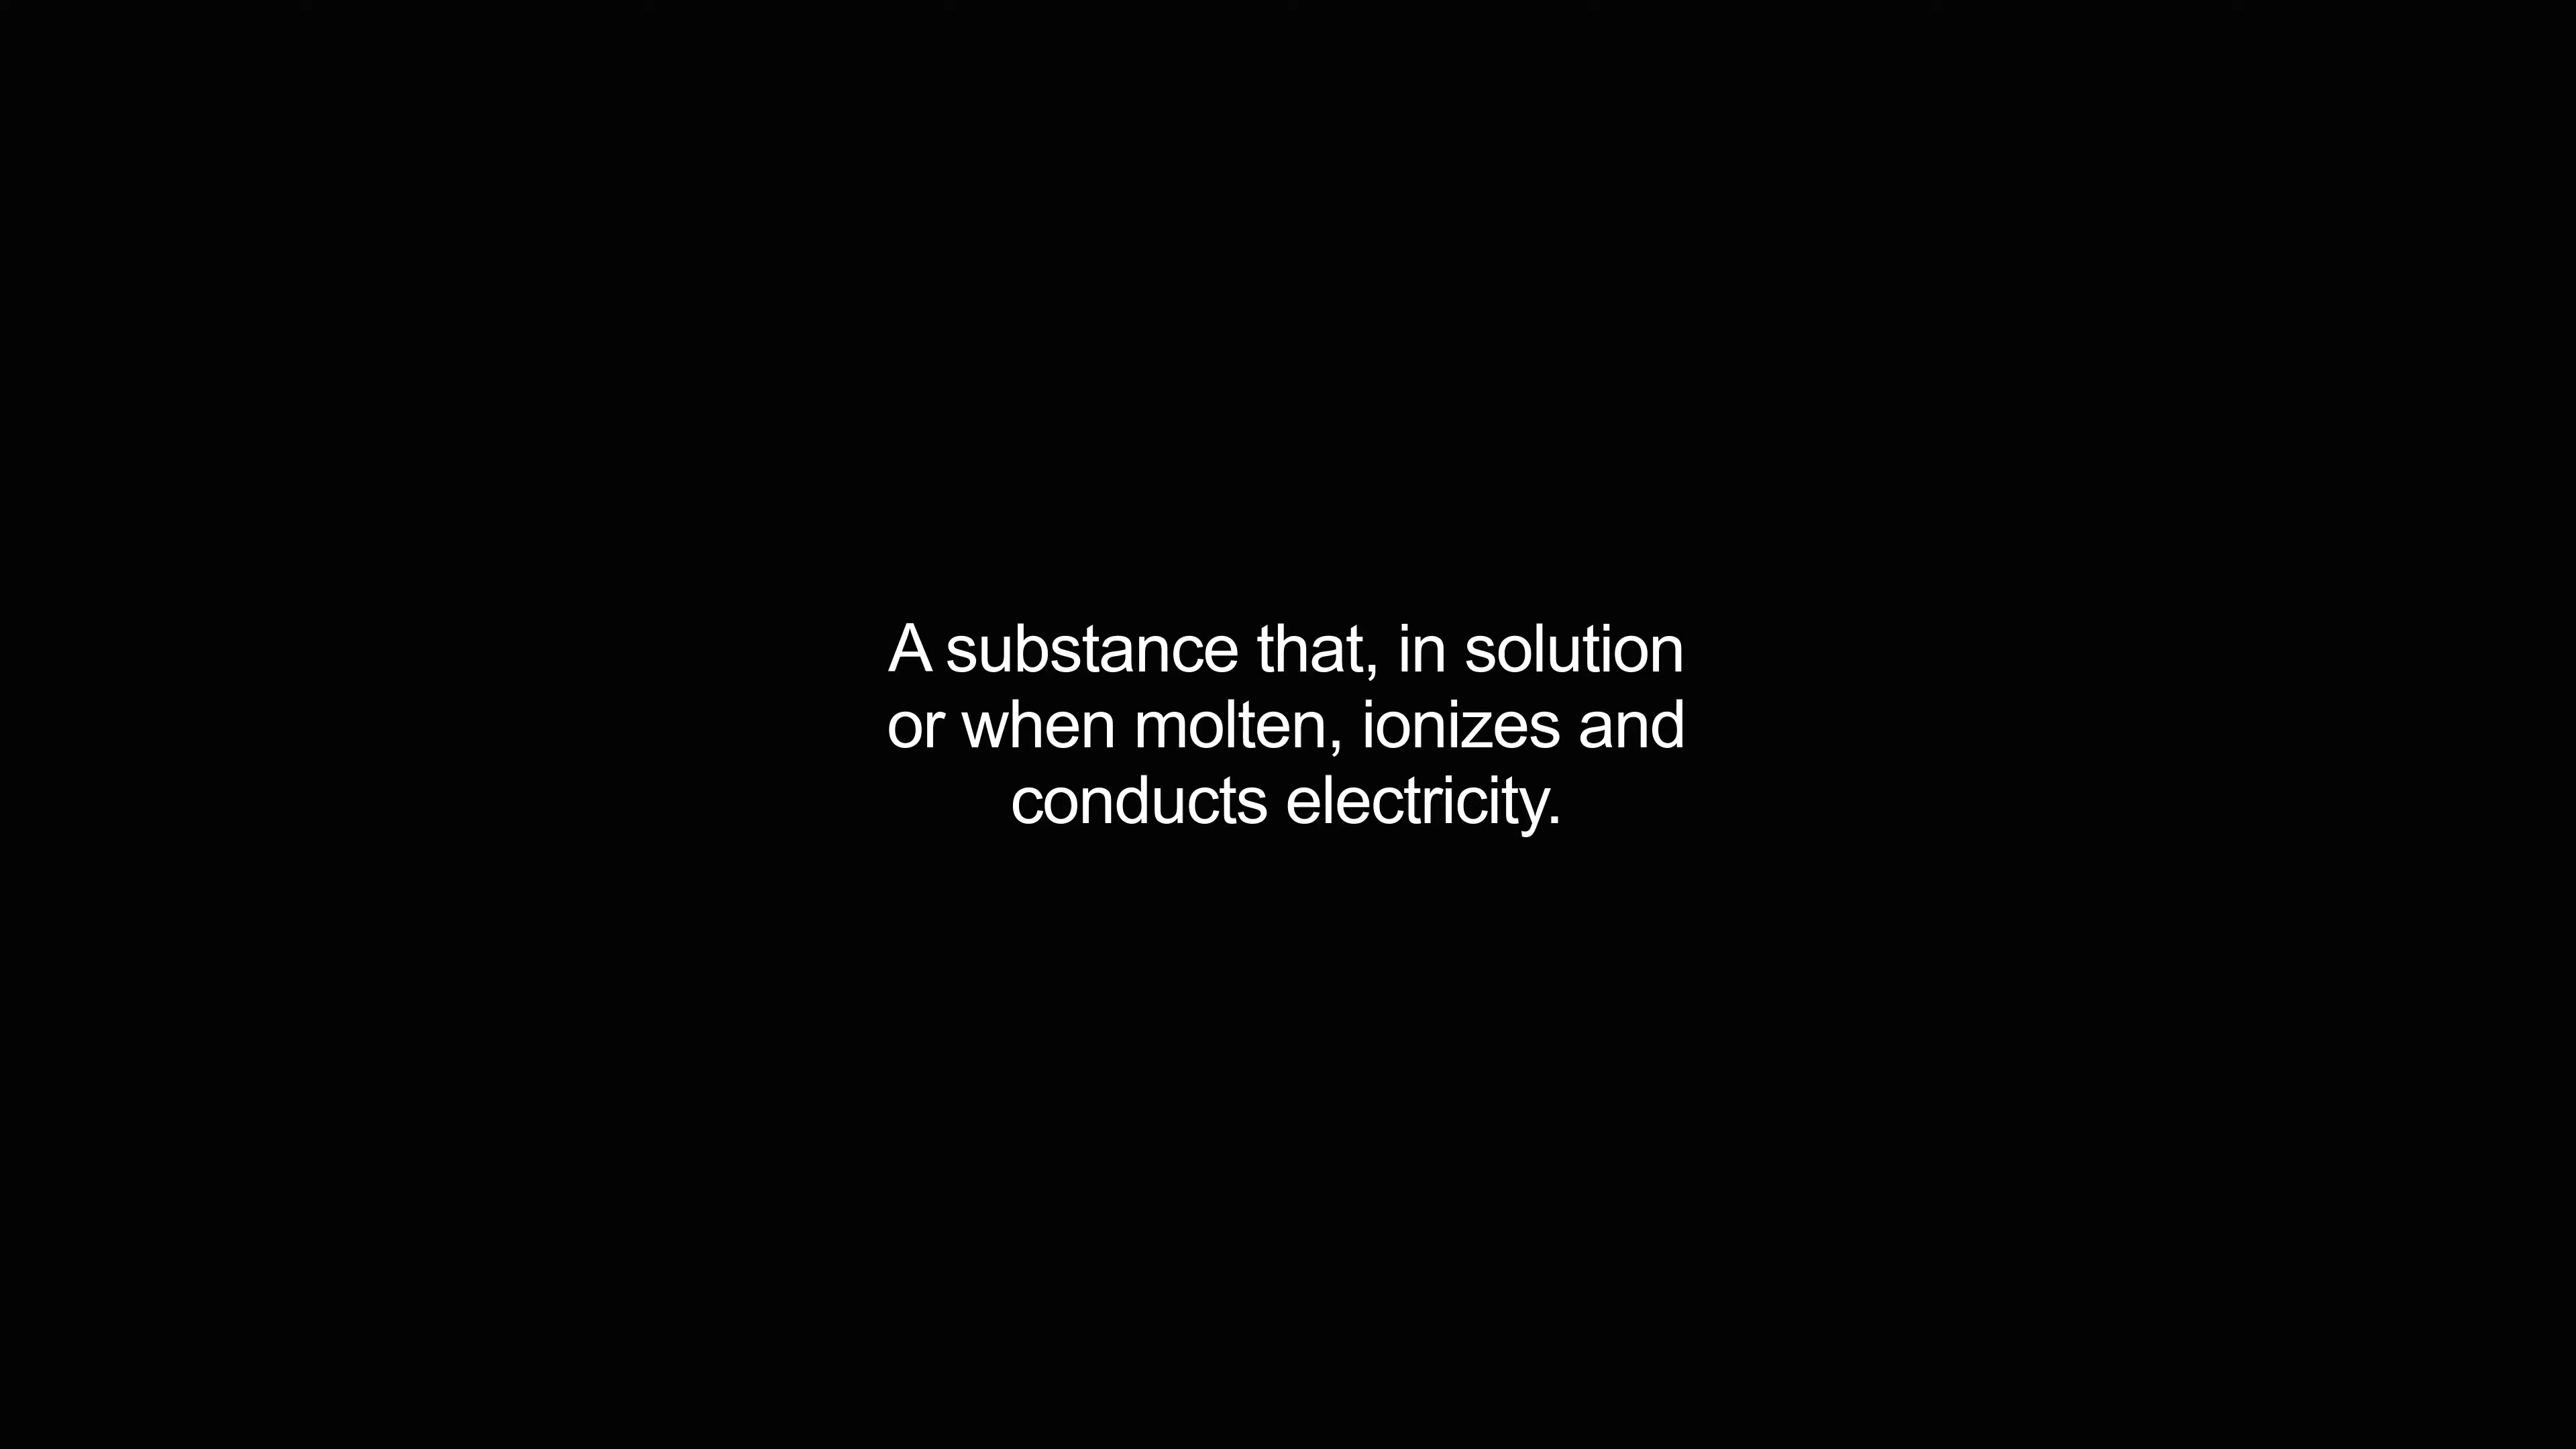 A substance that, in solution
or when molten, ionizes and
conducts electricity.